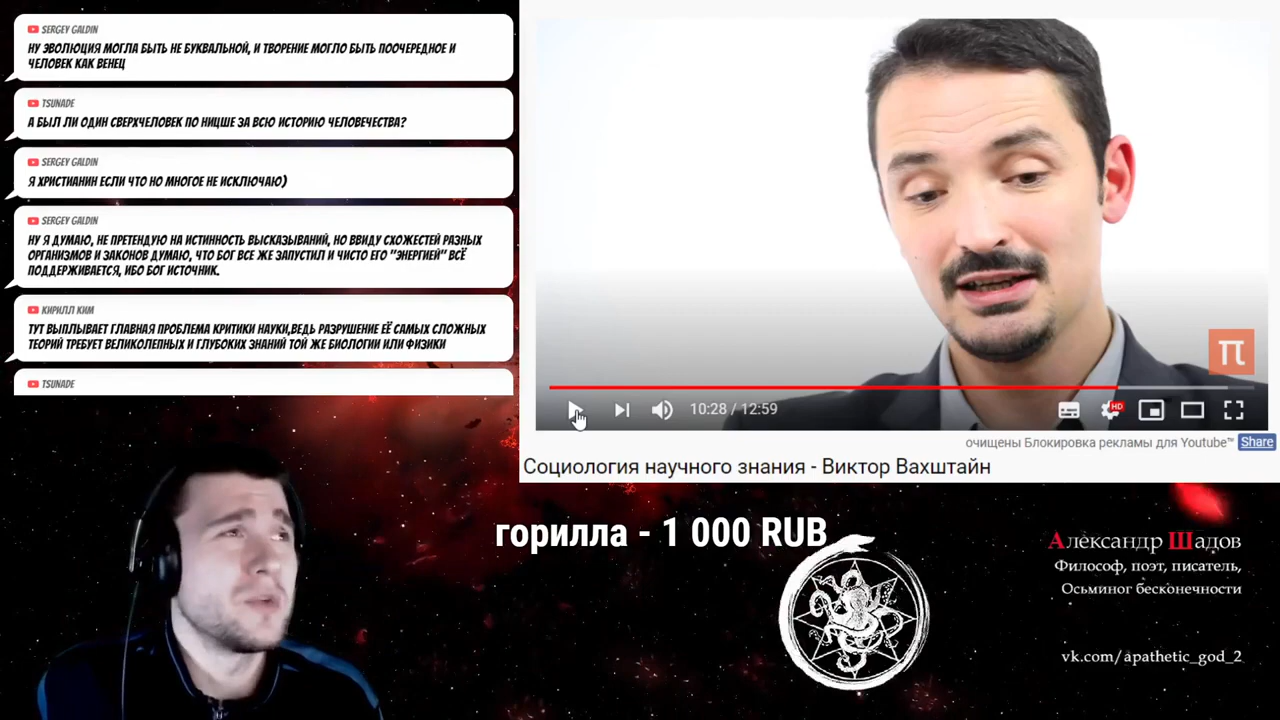 SERGEY GALDIN
НУ ЭВОЛЮЦИЯ МОГЛА БЫТЬ НЕ БУКВАЛЬНОЙ, И ТВОРЕНИЕ МОГЛО БЫТЬ ПООЧЕРЕДНОЕ И
ЧЕЛОВЕК КАК ВЕНЕЦ
TSUNADE
А БЫЛ ЛИ ОДИН СВЕРХЧЕЛОВЕК ПО НИЦШЕ ЗА ВСЮ ИСТОРИЮ ЧЕЛОВЕЧЕСТВА?
SERGEY GALDIN
Я ХРИСТИАНИН ЕСЛИ ЧТО НО МНОГОЕ НЕ ИСКЛЮЧАЮ)
SERGEY GALDIN
НУ Я ДУМАЮ, НЕ ПРЕТЕНДУЮ НА ИСТИННОСТЬ ВЫСКАЗЫВАНИЙ, НО ВВИДУ СХОЖЕСТЕЙ РАЗНЫХ
ОРГАНИЗМОВ И ЗАКОНОВ ДУМАЮ, ЧТО БОГ ВСЕ ЖЕ ЗАПУСТИЛ И ЧИСТО ЕГО "ЭНЕРГИЕЙ" ВСЁ
ПОДДЕРЖИВАЕТСЯ, ИБО БОГ ИСТОЧНИК.
КИРИЛЛ КИМ
ТУТ ВЫПЛЫВАЕТ ГЛАВНАЯ ПРОБЛЕМА КРИТИКИ НАУКИ,ВЕДЬ РАЗРУШЕНИЕ ЕЁ САМЫХ СЛОЖНЫХ
ТЕОРИЙ ТРЕБУЕТ ВЕЛИКОЛЕПНЫХ И ГЛУБОКИХ ЗНАНИЙ ТОЙ ЖЕ БИОЛОГИИ ИЛИ ФИЗИКИ
TSUNADE
π
10:28 / 12:59
HD
очищены Блокировка рекламы для Youtube™ Share
Социология научного знания - Виктор Вахштайн
горилла - 1 000 RUB
Александр Шадов
Философ, поэт, писатель,
Осьминог бесконечности
vk.com/apathetic_god_2